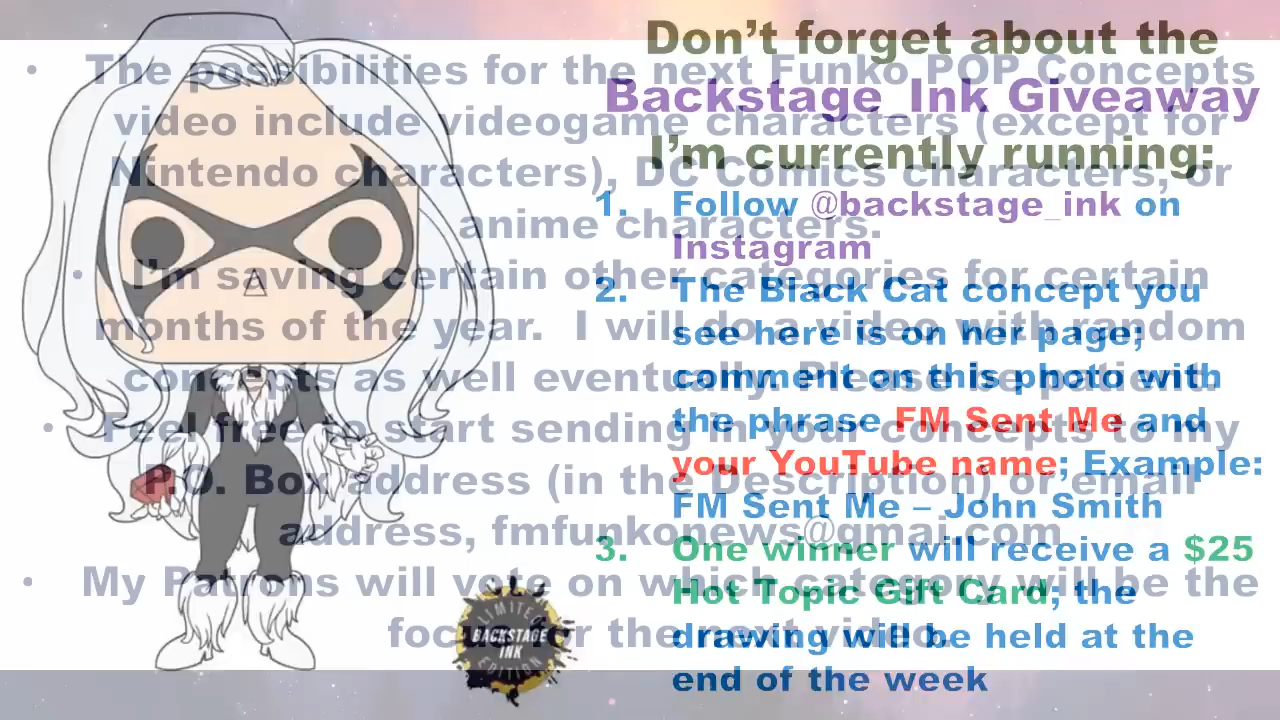 Don't forget about the
Backstage_Ink Giveaway
I'm currently running:
1. Follow @backstage_ink on
Instagram
2. The Black Cat concept you
see here is on her page;
comment on this photo with
the phrase FM Sent Me and
your YouTube name; Example:
FM Sent Me – John Smith
3. One winner will receive a $25
Hot Topic Gift Card; the
drawing will be held at the
end of the week
• The possibilities for the next Funko POP Concepts
video include videogame characters (except for
Nintendo characters), DC Comics characters, or
anime characters.
• I'm saving certain other categories for certain
months of the year. I will do a video with random
concepts as well eventually. Please be patient.
• Feel free to start sending in your concepts to my
P.O. Box address (in the Description) or email
address, fmfunkonews@gmai.com
• My Patrons will vote on which category will be the
focus for the next video.
LIMITED
BACKSTAGE
INK
EDITION